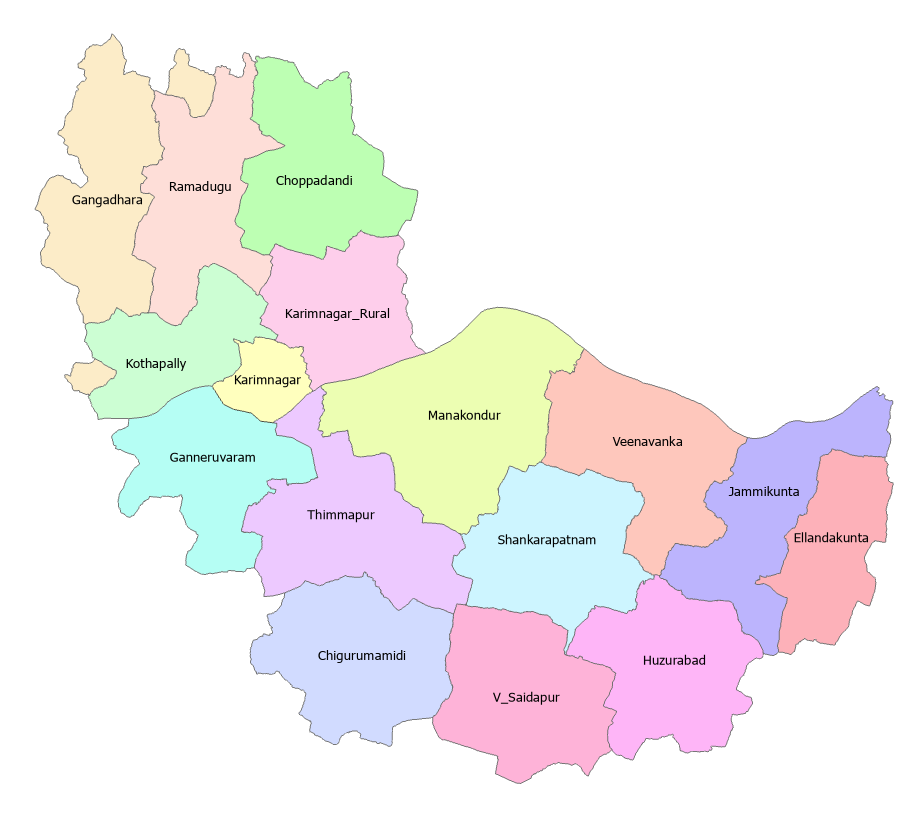 Choppadandi
Ramadugu
Gangadhara
Karimnagar_Rural
Kothapally
Karimnagar
Manakondur
Veenavanka
Ganneruvaram
Jammikunta
Thimmapur
Shankarapatnam
Ellandakunta
Chigurumamidi
Huzurabad
V_Saidapur